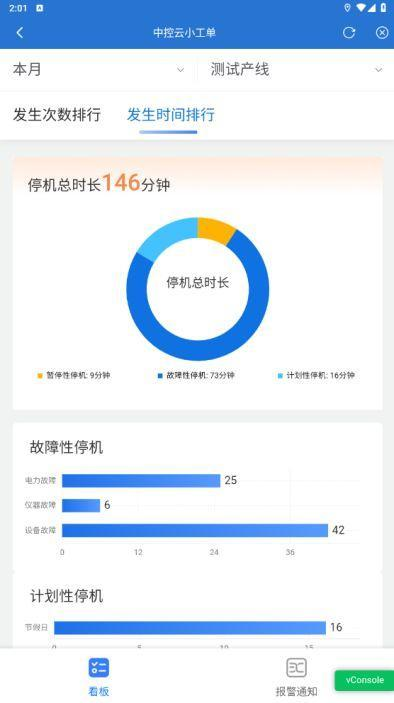 2:01 A
中控云小工单
本月 测试产线
发生次数排行 发生时间排行
停机总时长146分钟
停机总时长
暂停性停机: 9分钟 故障性停机: 73分钟 计划性停机: 16分钟
故障性停机
电力故障 25
仪器故障 6
设备故障 42
0 12 24 36
计划性停机
节假日 16
0 5 10 15
看板 报警通知
vConsole